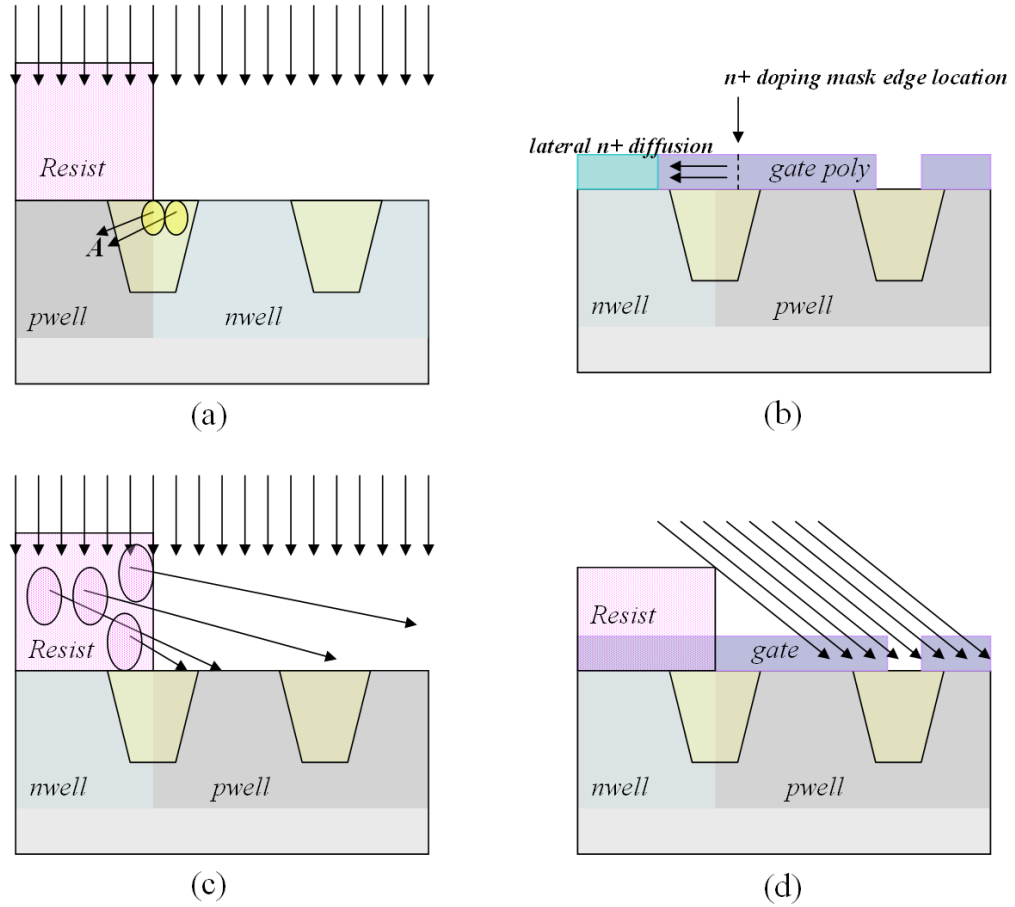 n+ doping mask edge location
lateral n+ diffusion
Resist
gate poly
A
pwell
nwell
nwell
pwell
(a)
(b)
Resist
Resist
gate
nwell
pwell
nwell
pwell
(c)
(d)